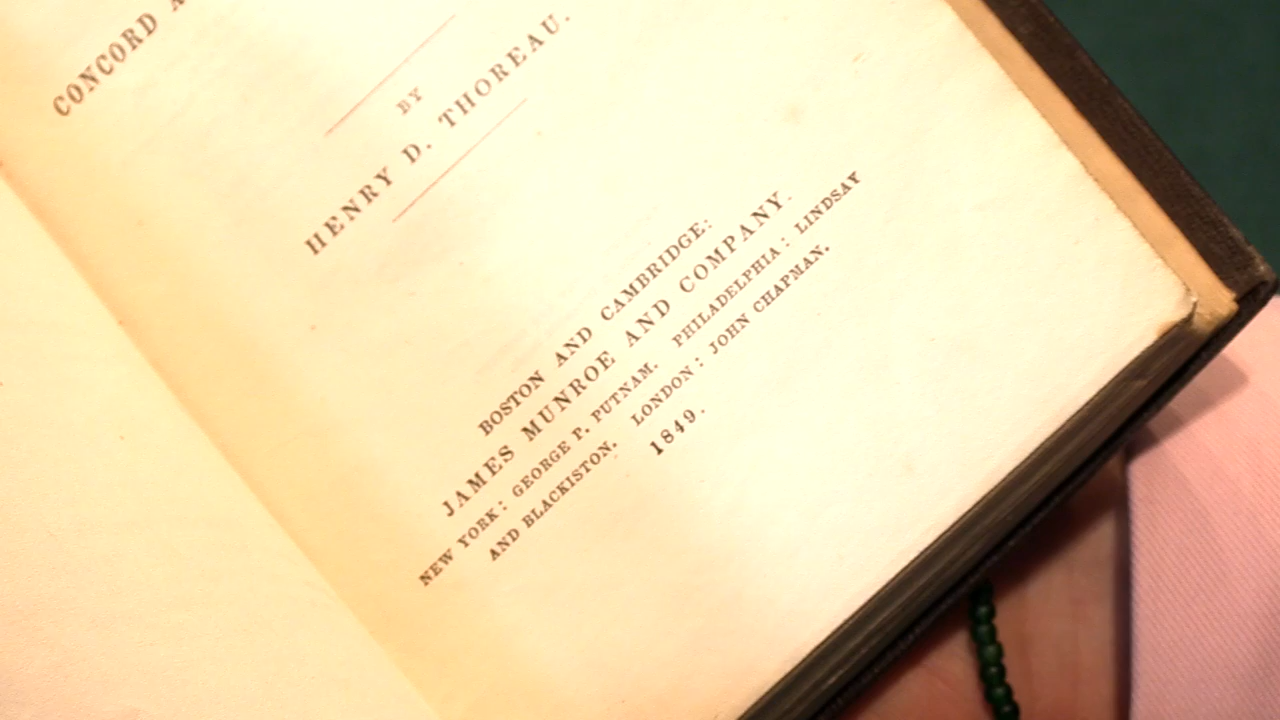 CONCORD A
BY
HENRY D. THOREAU.
BOSTON AND CAMBRIDGE:
JAMES MUNROE AND COMPANY.
NEW YORK: GEORGE P. PUTNAM. PHILADELPHIA: LINDSAY
AND BLACKISTON. LONDON: JOHN CHAPMAN.
1849.